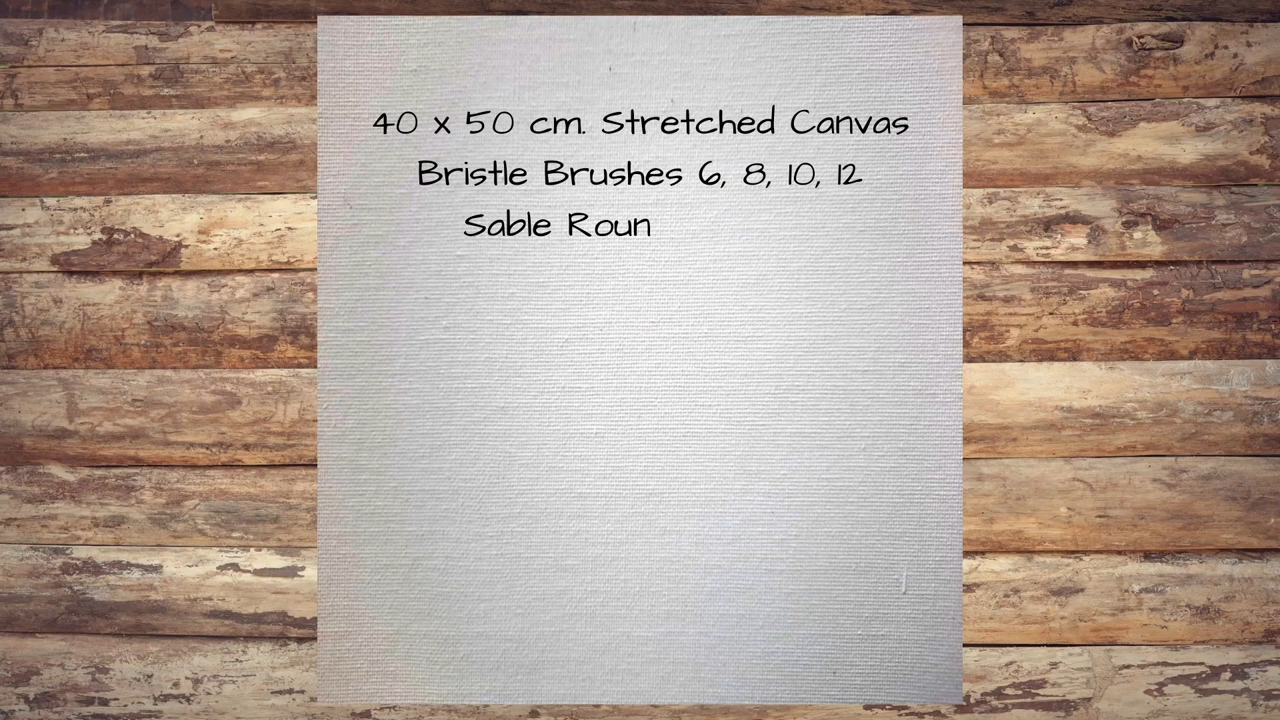 40 x 50 cm. Stretched Canvas
Bristle Brushes 6, 8, 10, 12
Sable Roun